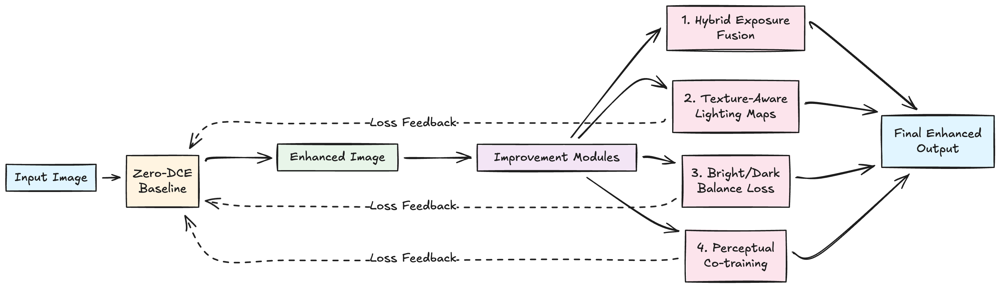 Input Image
Zero-DCE
Baseline
Enhanced Image
Improvement Modules
1. Hybrid Exposure
Fusion
2. Texture-Aware
Lighting Maps
3. Bright/Dark
Balance Loss
4. Perceptual
Co-training
Final Enhanced
Output
Loss Feedback
Loss Feedback
Loss Feedback